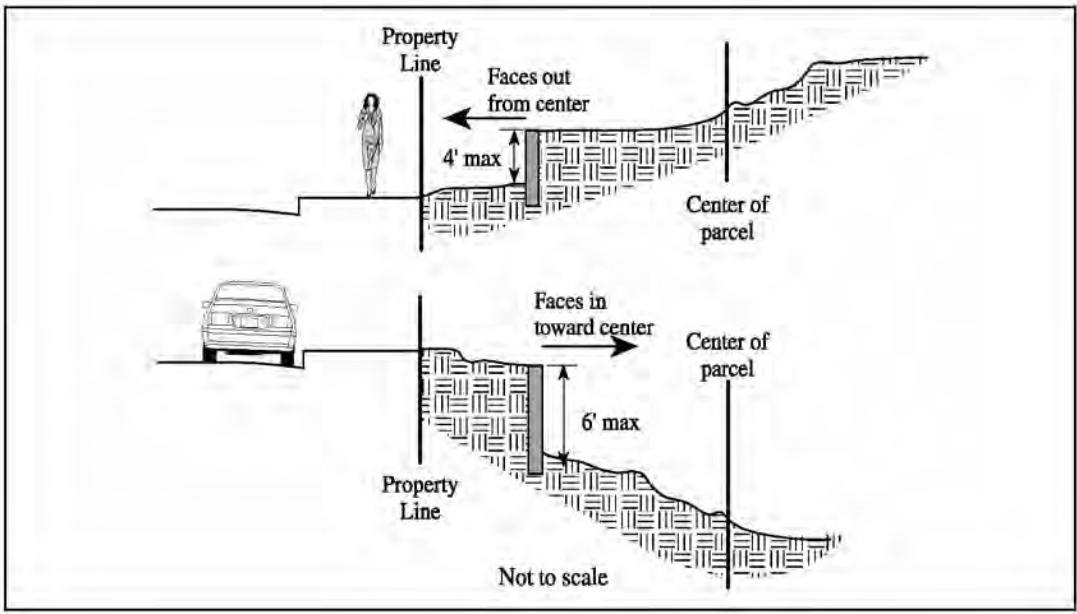 Property
Line
Faces out
from center
4' max
Center of
parcel
Faces in
toward center
Center of
parcel
6' max
Property
Line
Not to scale